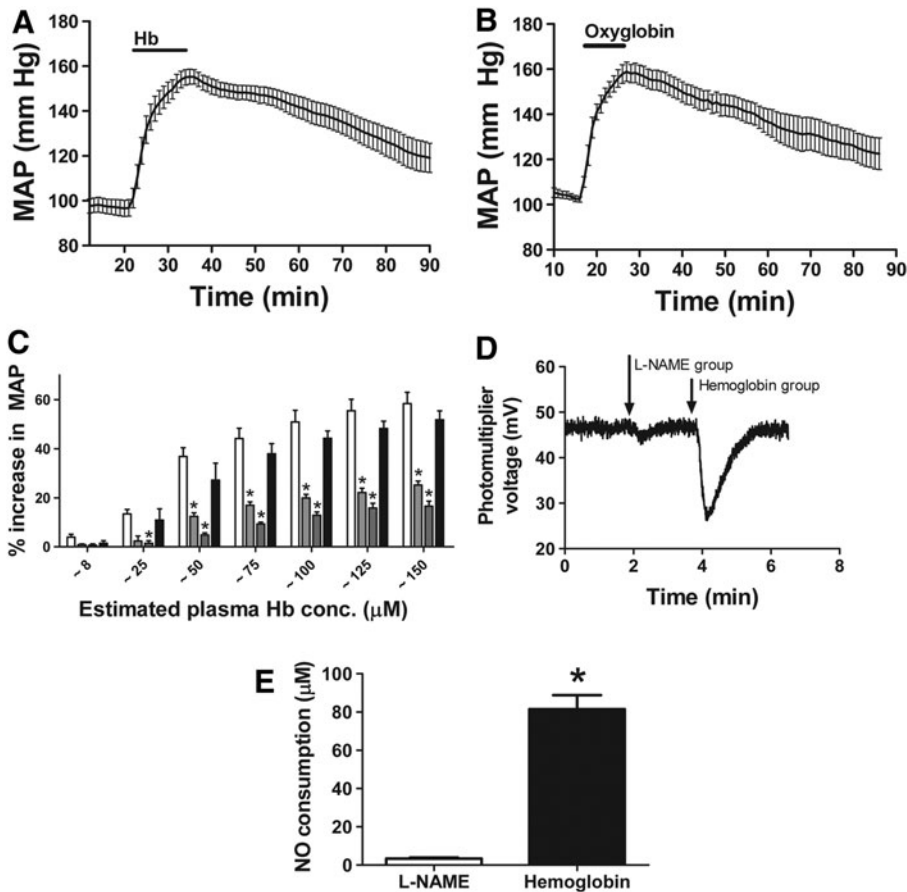 A
180
160
140
120
100
80
MAP (mm Hg)
Hb
20 30 40 50 60 70 80 90
Time (min)
B
180
160
140
120
100
80
MAP (mm Hg)
Oxyglobin
10 20 30 40 50 60 70 80 90
Time (min)
C
60
40
20
0
% increase in MAP
* * * * * * * * * * *
~ 8 ~ 25 ~ 50 ~ 75 ~ 100 ~ 125 ~ 150
Estimated plasma Hb conc. (μM)
D
60
50
40
30
20
Photomultiplier
voltage (mV)
L-NAME group
Hemoglobin group
0 2 4 6 8
Time (min)
E
100
80
60
40
20
0
NO consumption (μM)
*
L-NAME Hemoglobin